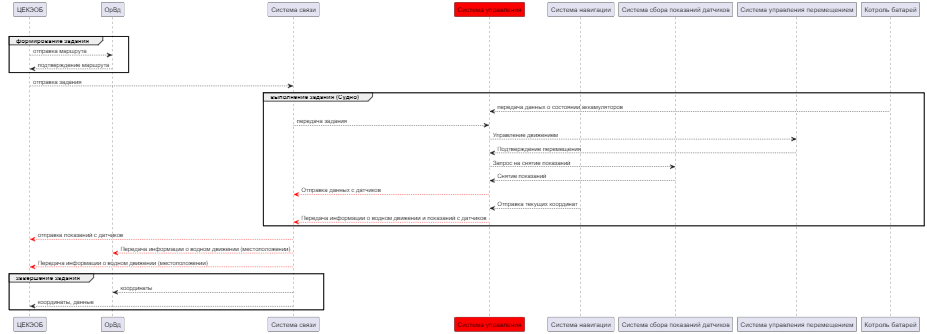 ЦЕКЗОБ ОрВд Система связи Система управления Система навигации Система сбора показаний датчиков Система управления перемещением Котроль батарей
формирование задания
отправка маршрута
подтверждение маршрута
отправка задания
выполнение задания (Судно)
передача данных о состоянии аккамуляторов
передача задания
Управление движением
Подтверждение перемещения
Запрос на снятие показаний
Снятие показаний
Отправка данных с датчиков
Отправка текущих координат
Передача информации о водном движении и показаний с датчиков
отправка показаний с датчиков
Передача информации о водном движении (местоположении)
Передача информации о водном движении (местоположении)
завершение задания
координаты
координаты, данные
ЦЕКЗОБ ОрВд Система связи Система управления Система навигации Система сбора показаний датчиков Система управления перемещением Котроль батарей